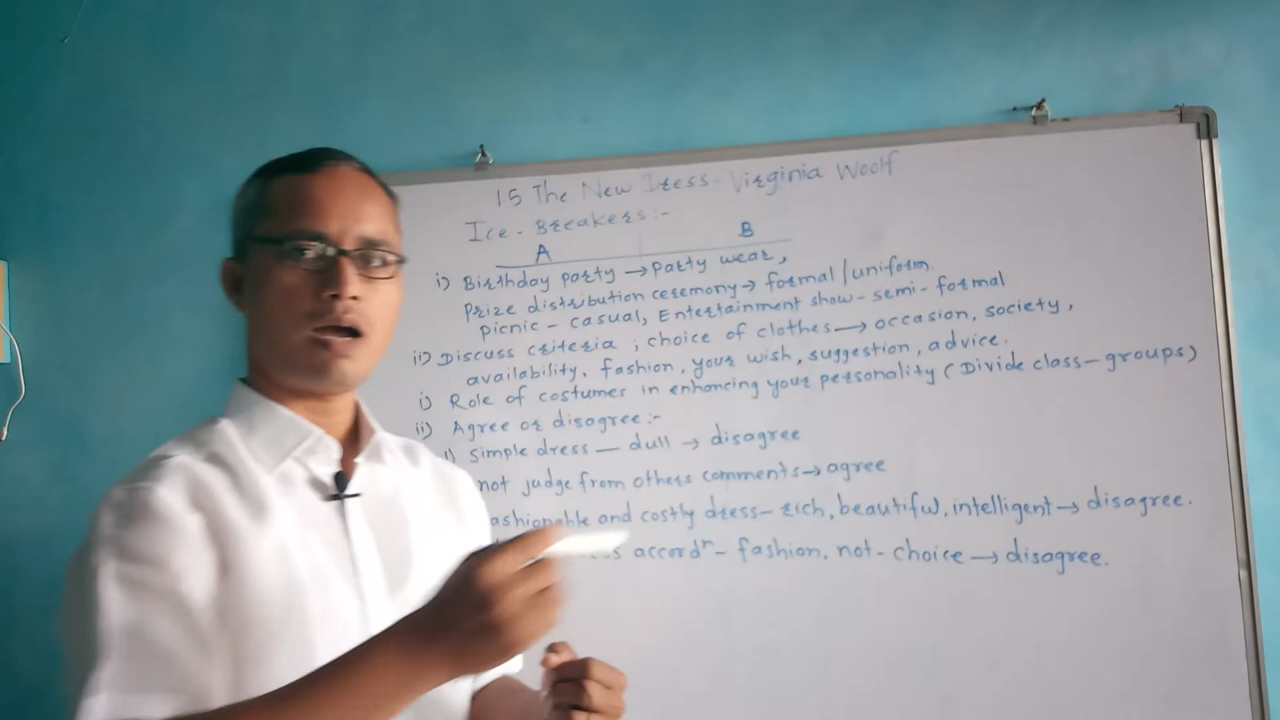 15 The New Dress- Virginia Woolf
Ice - Breakers:-
A B
i) Birthday party → Party wear,
Prize distribution ceremony → formal/uniform.
picnic - casual, Entertainment show - semi - formal
ii) Discuss criteria ; choice of clothes → occasion, society,
availability, fashion, your wish, suggestion, advice.
i) Role of costumes in enhancing your personality (Divide class - groups)
ii) Agree or disagree :-
1) Simple dress — dull → disagree
not judge from others comments → agree
ashionable and costly dress - rich, beautiful, intelligent → disagree.
accordn - fashion, not - choice → disagree.